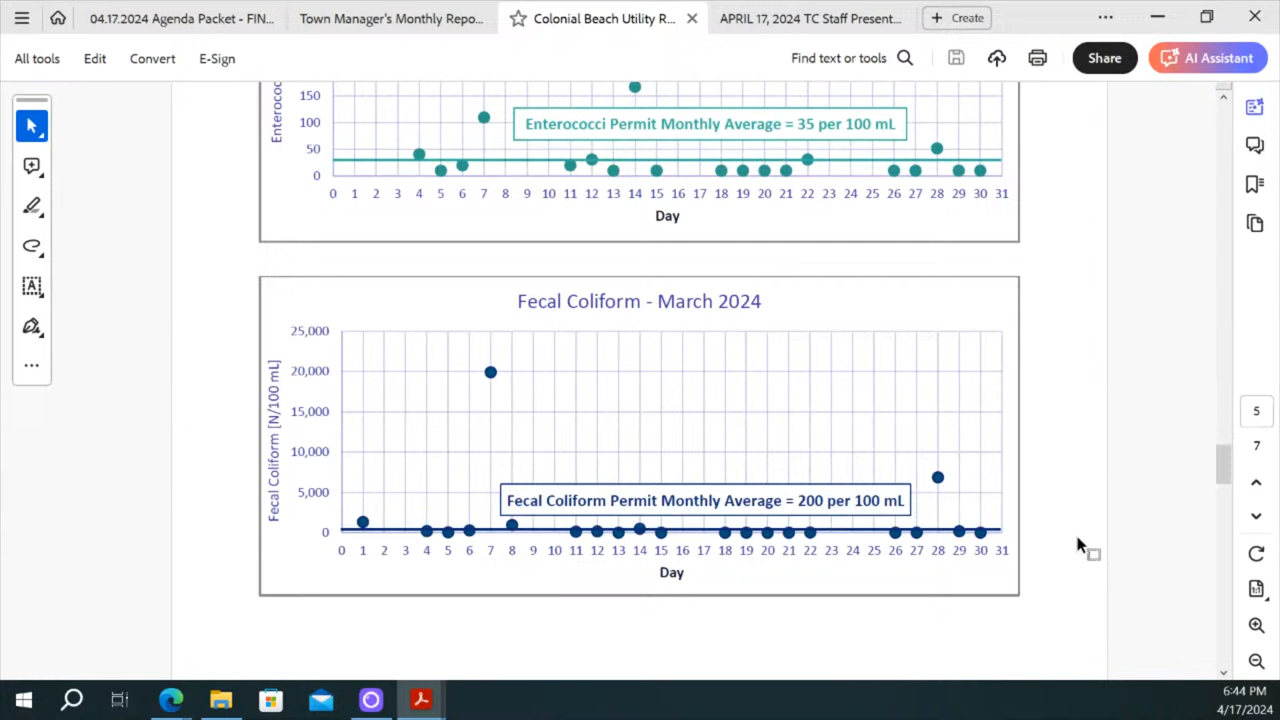 04.17.2024 Agenda Packet - FIN...
Town Manager's Monthly Repo...
Colonial Beach Utility R...
APRIL 17, 2024 TC Staff Present...
Create
All tools
Edit
Convert
E-Sign
Find text or tools
Share
AI Assistant
150
100
50
0
Enterococ
Enterococci Permit Monthly Average = 35 per 100 mL
0 1 2 3 4 5 6 7 8 9 10 11 12 13 14 15 16 17 18 19 20 21 22 23 24 25 26 27 28 29 30 31
Day
Fecal Coliform - March 2024
25,000
20,000
15,000
10,000
5,000
0
Fecal Coliform [N/100 mL]
Fecal Coliform Permit Monthly Average = 200 per 100 mL
0 1 2 3 4 5 6 7 8 9 10 11 12 13 14 15 16 17 18 19 20 21 22 23 24 25 26 27 28 29 30 31
Day
5
7
1:1
6:44 PM
4/17/2024